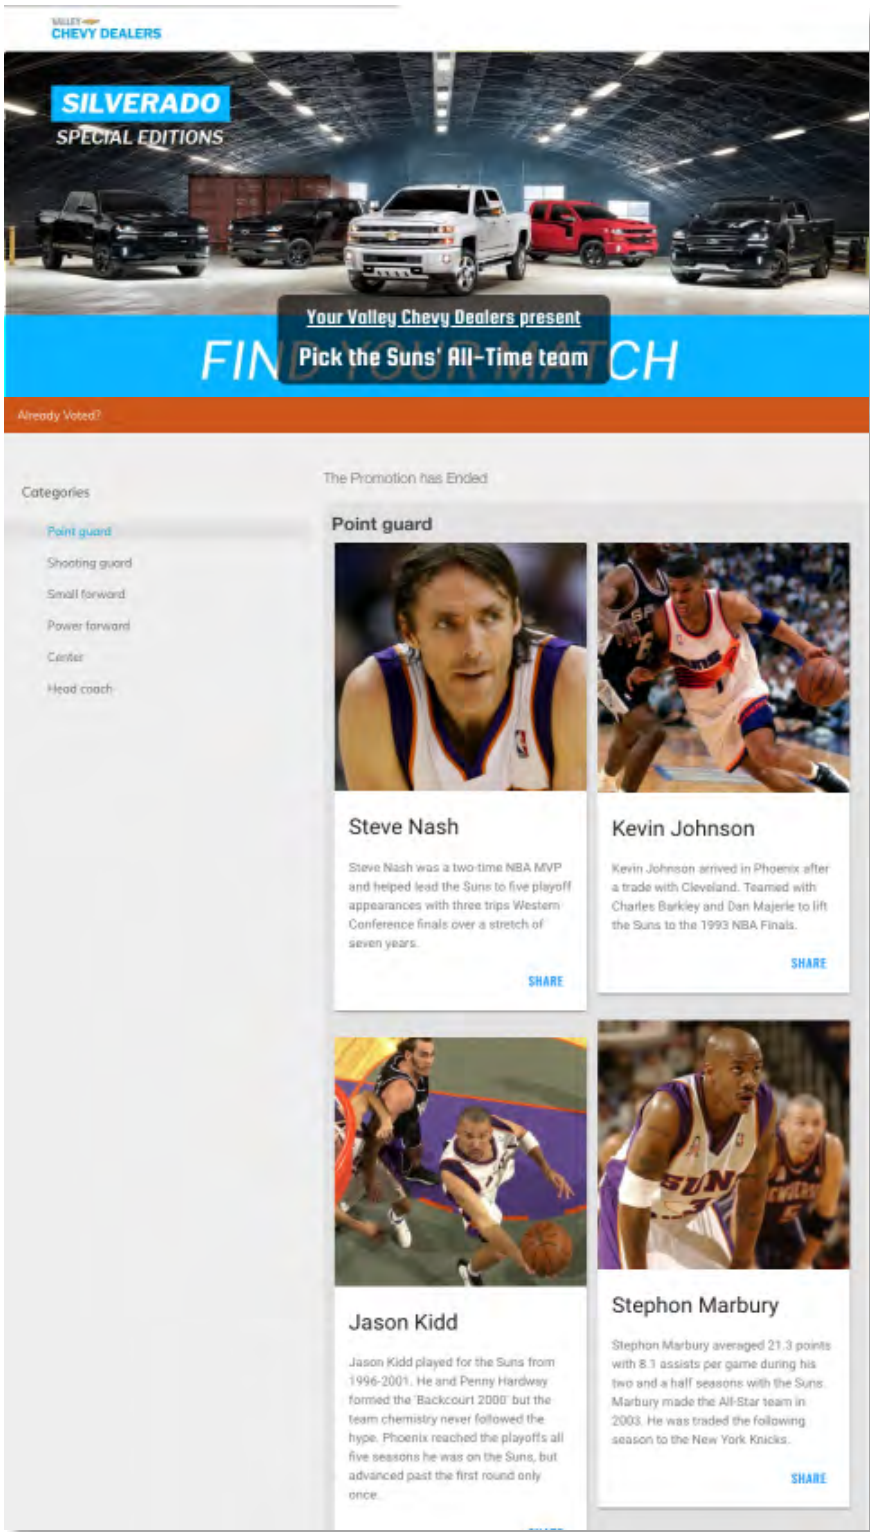 VALLEY
CHEVY DEALERS
SILVERADO
SPECIAL EDITIONS
Your Valley Chevy Dealers present
Pick the Suns' All-Time team
FIND YOUR MATCH
Already Voted?
Categories
Point guard
Shooting guard
Small forward
Power forward
Center
Head coach
The Promotion has Ended
Point guard
Steve Nash
Steve Nash was a two-time NBA MVP
and helped lead the Suns to five playoff
appearances with three trips Western
Conference finals over a stretch of
seven years.
SHARE
Kevin Johnson
Kevin Johnson arrived in Phoenix after
a trade with Cleveland. Teamed with
Charles Barkley and Dan Majerle to lift
the Suns to the 1993 NBA Finals.
SHARE
Jason Kidd
Jason Kidd played for the Suns from
1996-2001. He and Penny Hardway
formed the 'Backcourt 2000' but the
team chemistry never followed the
hype. Phoenix reached the playoffs all
five seasons he was on the Suns, but
advanced past the first round only
once.
SUNS
3
Stephon Marbury
Stephon Marbury averaged 21.3 points
with 8.1 assists per game during his
two and a half seasons with the Suns.
Marbury made the All-Star team in
2003. He was traded the following
season to the New York Knicks.
SHARE